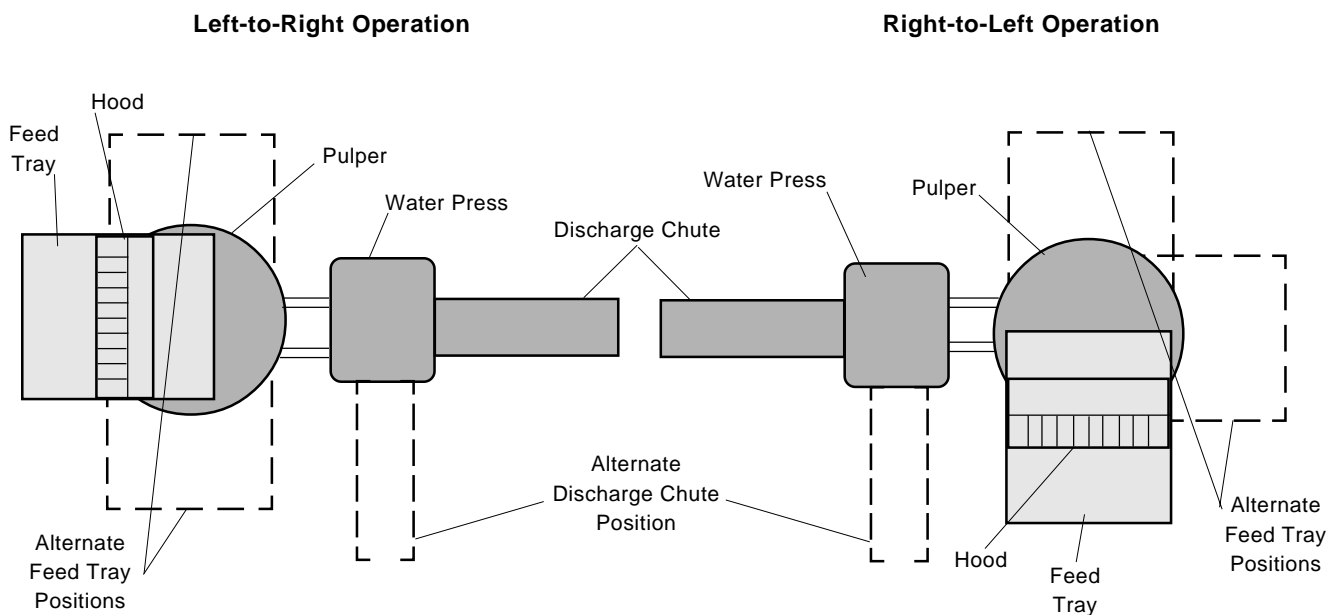 Left-to-Right Operation
Right-to-Left Operation
Hood
Feed
Tray
Pulper
Water Press
Discharge Chute
Water Press
Pulper
Alternate
Feed Tray
Positions
Alternate
Discharge Chute
Position
Hood
Feed
Tray
Alternate
Feed Tray
Positions